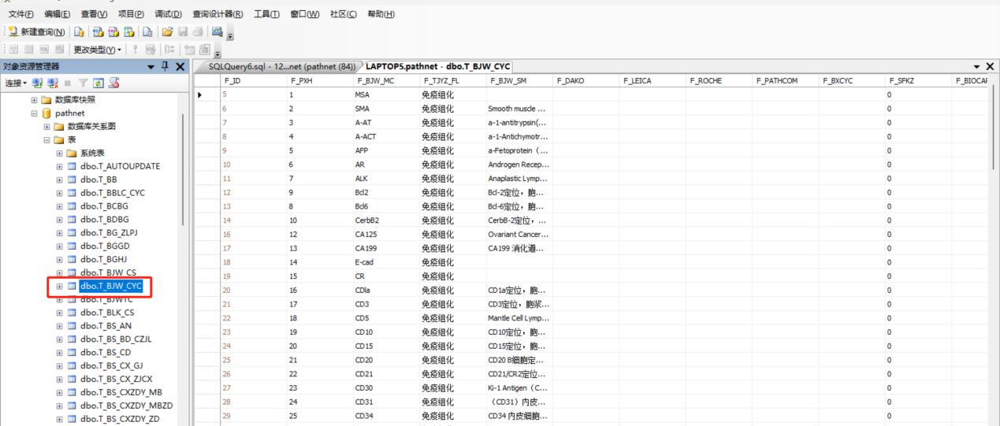 文件(F) 编辑(E) 查看(V) 项目(P) 调试(D) 查询设计器(R) 工具(T) 窗口(W) 社区(C) 帮助(H)
新建查询(N)
更改类型(Y)
对象资源管理器
连接
数据库快照
pathnet
数据库关系图
表
系统表
dbo.T_AUTOUPDATE
dbo.T_BB
dbo.T_BBLC_CYC
dbo.T_BCBG
dbo.T_BDBG
dbo.T_BG_ZLPJ
dbo.T_BGGD
dbo.T_BGHJ
dbo.T_BJW_CS
dbo.T_BJW_CYC
dbo.T_BJWTC
dbo.T_BLK_CS
dbo.T_BS_AN
dbo.T_BS_BD_CZJL
dbo.T_BS_CD
dbo.T_BS_CX_GJ
dbo.T_BS_CX_ZJCX
dbo.T_BS_CXZDY_MB
dbo.T_BS_CXZDY_MBZD
dbo.T_BS_CXZDY_ZD
SQLQuery6.sql - 12...net (pathnet (84)) LAPTOP5.pathnet - dbo.T_BJW_CYC
F_ID F_PXH F_BJW_MC F_TJYZ_FL F_BJW_SM F_DAKO F_LEICA F_ROCHE F_PATHCOM F_BXCYC F_SFKZ F_BIOCAR
5 1 MSA 免疫组化 0
6 2 SMA 免疫组化 Smooth muscle ... 0
7 3 A-AT 免疫组化 a-1-antitrypsin(... 0
8 4 A-ACT 免疫组化 a-1-Antichymotr... 0
9 5 AFP 免疫组化 a-Fetoprotein（... 0
10 6 AR 免疫组化 Androgen Recep... 0
11 7 ALK 免疫组化 Anaplastic Lymp... 0
12 9 Bcl2 免疫组化 Bcl-2定位，胞... 0
13 8 Bcl6 免疫组化 Bcl-6定位，胞... 0
14 10 CerbB2 免疫组化 CerbB-2定位，... 0
16 12 CA125 免疫组化 Ovariant Cancer... 0
17 13 CA199 免疫组化 CA199 消化道... 0
18 14 E-cad 免疫组化 0
19 15 CR 免疫组化 0
20 16 CDla 免疫组化 CD1a定位，胞... 0
21 17 CD3 免疫组化 CD3定位，胞浆... 0
22 18 CD5 免疫组化 Mantle Cell Lymp... 0
23 19 CD10 免疫组化 CD10定位，胞... 0
24 20 CD15 免疫组化 CD15定位，胞... 0
25 21 CD20 免疫组化 CD20 B细胞定... 0
26 22 CD21 免疫组化 CD21/CR2定位... 0
27 23 CD30 免疫组化 Ki-1 Antigen（C... 0
28 24 CD31 免疫组化 （CD31）内皮... 0
29 25 CD34 免疫组化 CD34 内皮细胞... 0